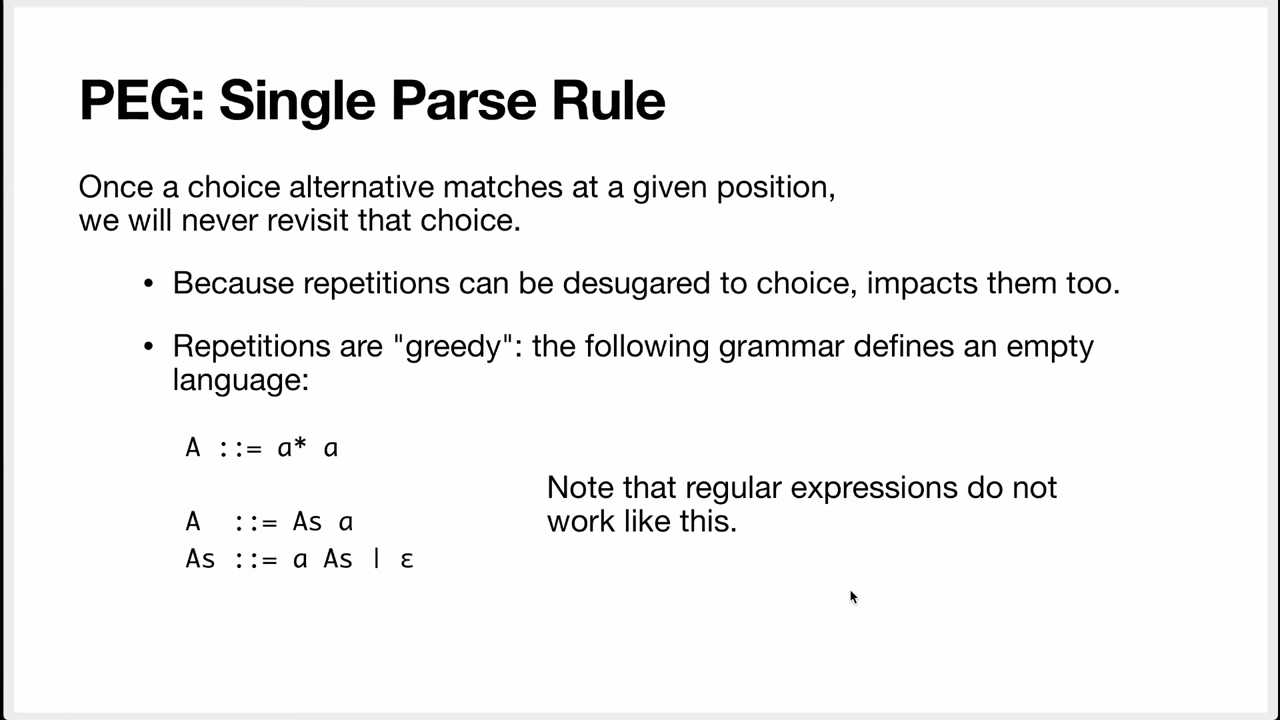 PEG: Single Parse Rule
Once a choice alternative matches at a given position,
we will never revisit that choice.
• Because repetitions can be desugared to choice, impacts them too.
• Repetitions are "greedy": the following grammar defines an empty
language:
A ::= a* a
Note that regular expressions do not
work like this.
A  ::= As a
As ::= a As | ε